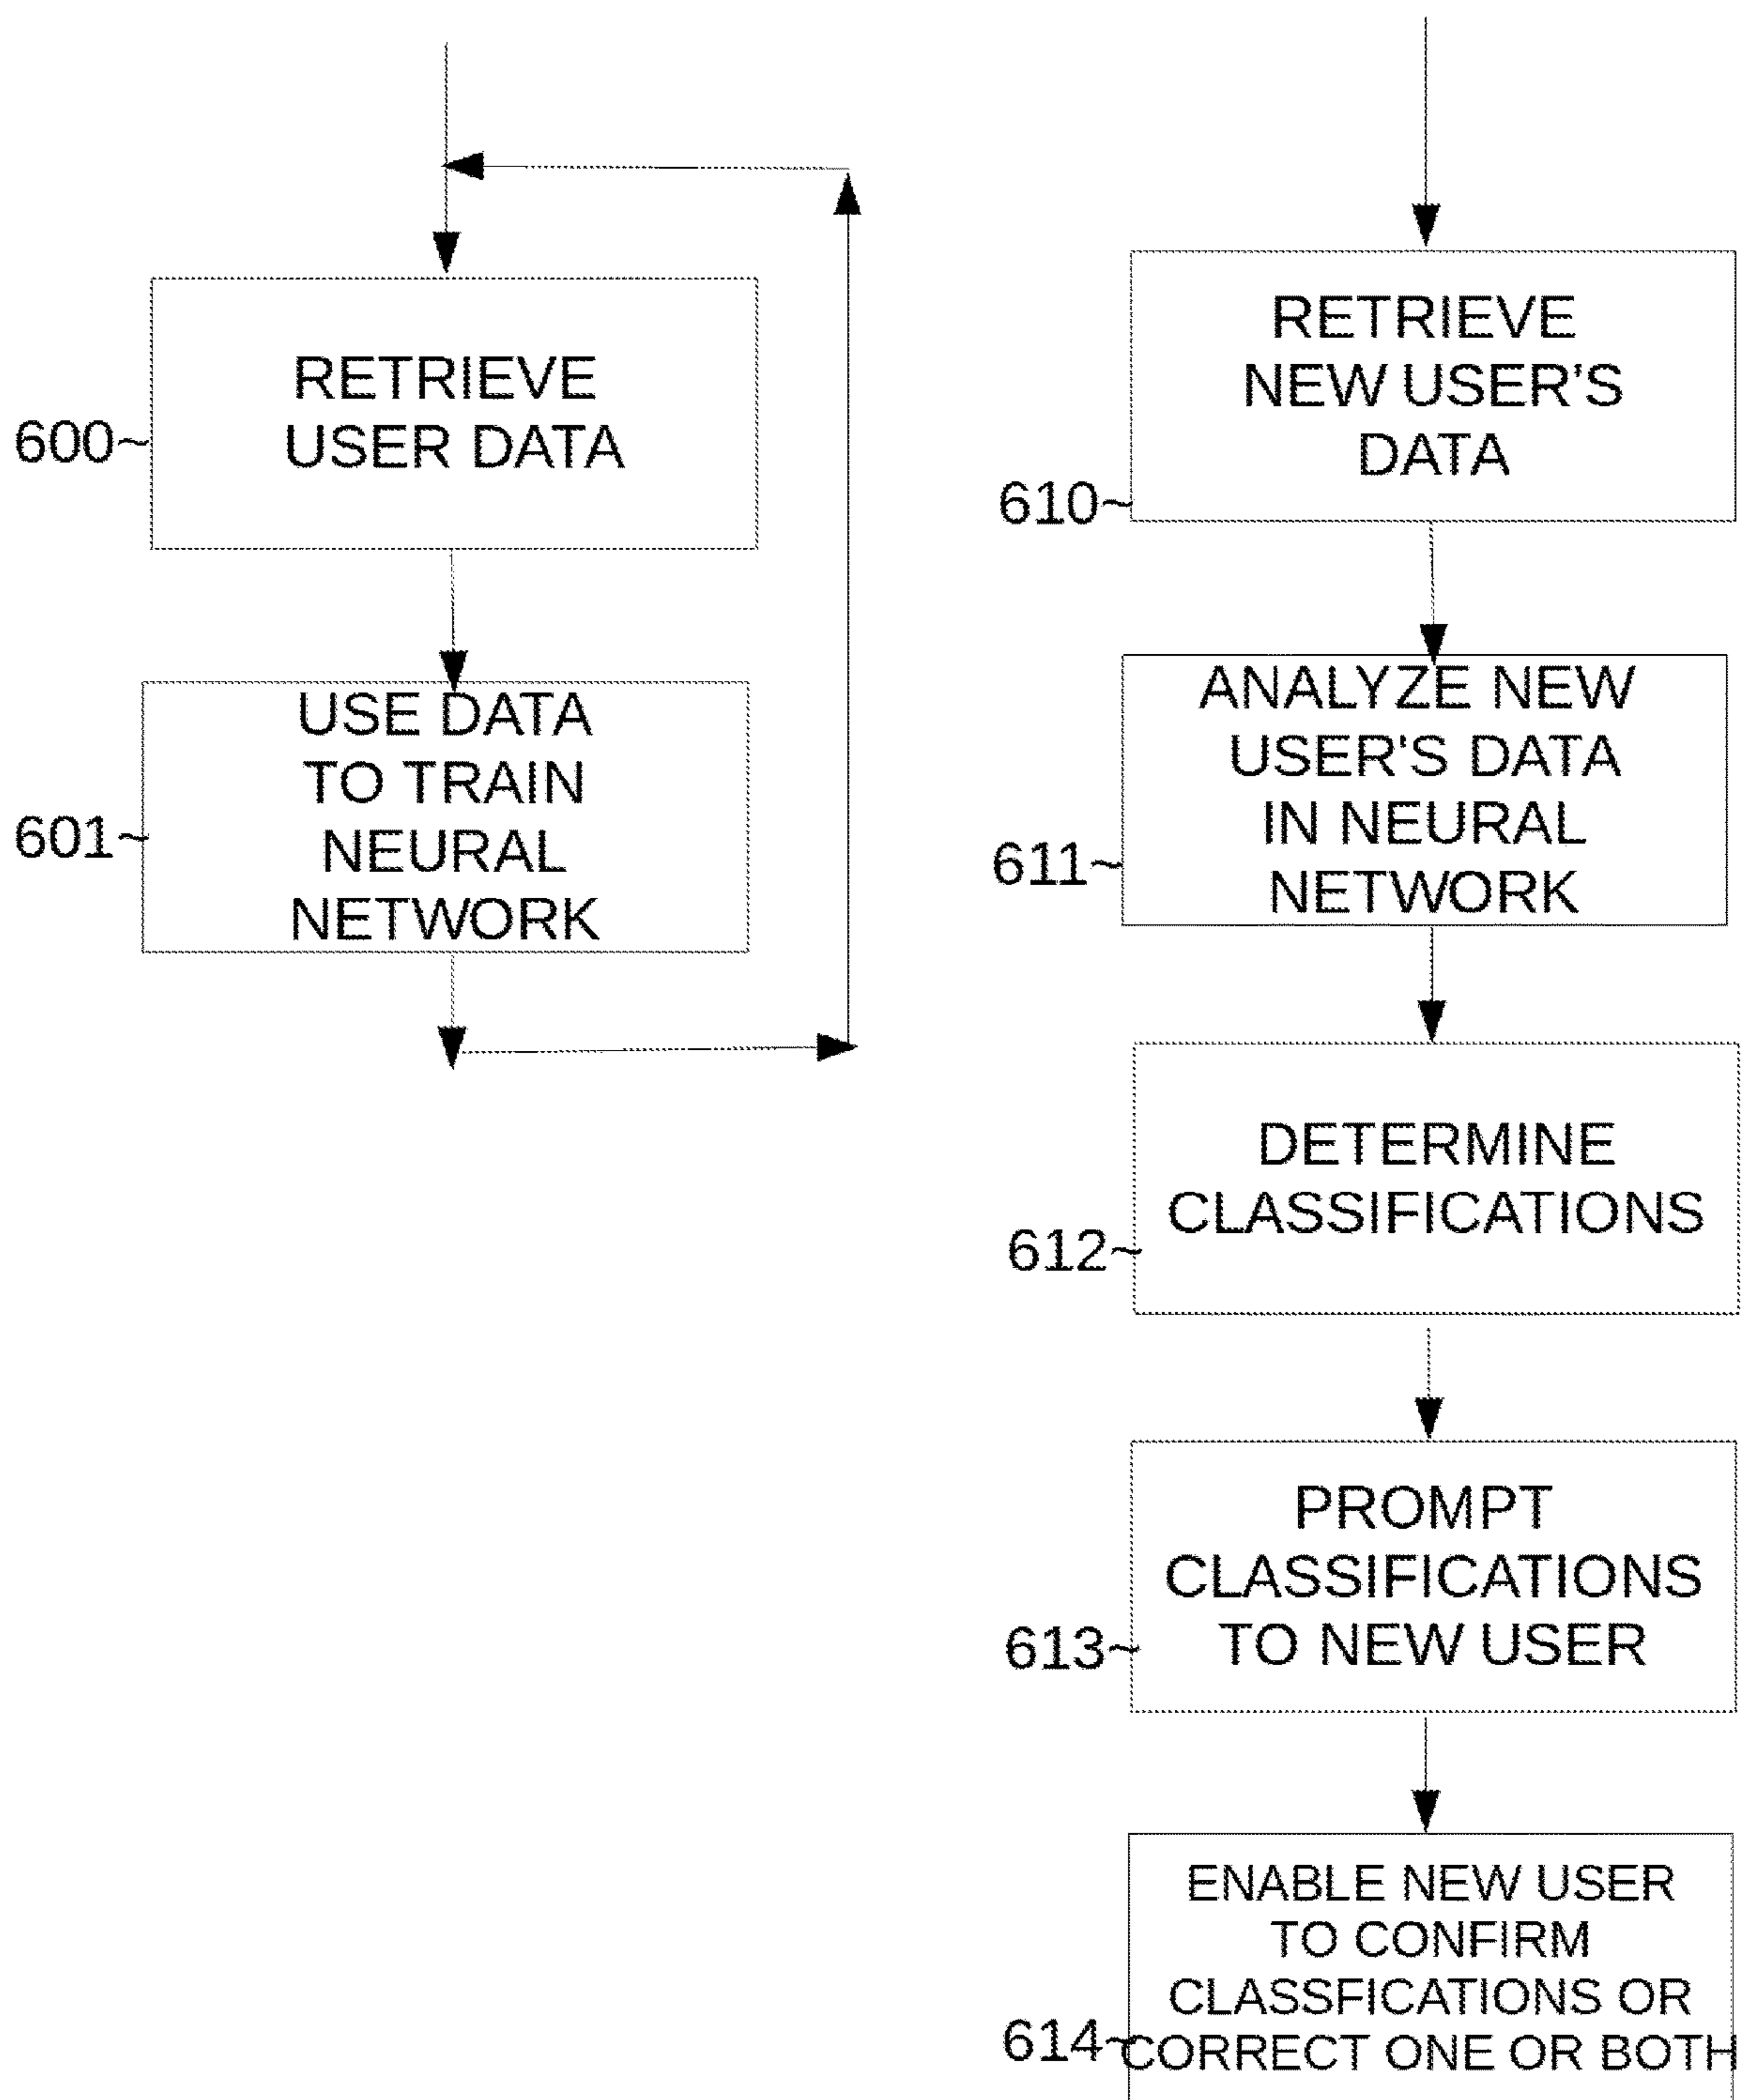 RETRIEVE
USER DATA
600~
USE DATA
TO TRAIN
NEURAL
NETWORK
601~
RETRIEVE
NEW USER'S
DATA
610~
ANALYZE NEW
USER'S DATA
IN NEURAL
NETWORK
611~
DETERMINE
CLASSIFICATIONS
612~
PROMPT
CLASSIFICATIONS
TO NEW USER
613~
ENABLE NEW USER
TO CONFIRM
CLASSFICATIONS OR
CORRECT ONE OR BOTH
614~